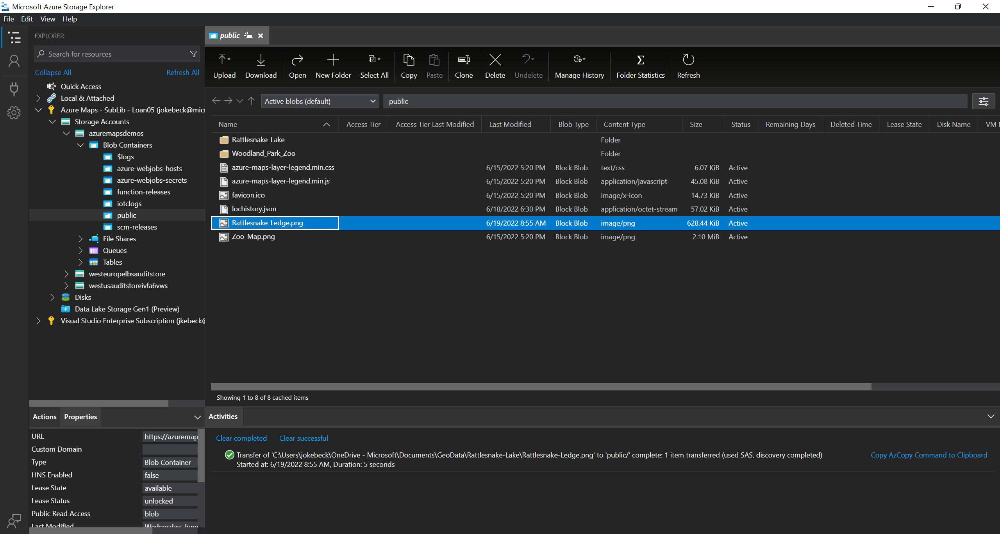 Microsoft Azure Storage Explorer
File Edit View Help
EXPLORER
Search for resources
Collapse All Refresh All
Quick Access
Local & Attached
Azure Maps - SubLib - Loan05 (jokebeck@micr
Storage Accounts
azuremapsdemos
Blob Containers
$logs
azure-webjobs-hosts
azure-webjobs-secrets
function-releases
iotclogs
public
scm-releases
File Shares
Queues
Tables
westeuropelbsauditstore
westusauditstoreivfa6vws
Disks
Data Lake Storage Gen1 (Preview)
Visual Studio Enterprise Subscription (jkebeck@
Actions Properties
URL https://azuremap
Custom Domain
Type Blob Container
HNS Enabled false
Lease State available
Lease Status unlocked
Public Read Access blob
Last Modified Wednesday, June
public
Upload Download Open New Folder Select All Copy Paste Clone Delete Undelete Manage History Folder Statistics Refresh
Active blobs (default) public
Name Access Tier Access Tier Last Modified Last Modified Blob Type Content Type Size Status Remaining Days Deleted Time Lease State Disk Name VM
Rattlesnake_Lake Folder
Woodland_Park_Zoo Folder
azure-maps-layer-legend.min.css 6/15/2022 5:20 PM Block Blob text/css 6.07 KiB Active
azure-maps-layer-legend.min.js 6/15/2022 5:20 PM Block Blob application/javascript 45.08 KiB Active
favicon.ico 6/15/2022 5:20 PM Block Blob image/x-icon 14.73 KiB Active
lochistory.json 6/18/2022 6:30 PM Block Blob application/octet-stream 57.02 KiB Active
Rattlesnake-Ledge.png 6/19/2022 8:55 AM Block Blob image/png 628.44 KiB Active
Zoo_Map.png 6/15/2022 5:20 PM Block Blob image/png 2.10 MiB Active
Showing 1 to 8 of 8 cached items
Activities
Clear completed Clear successful
Transfer of 'C:\Users\jokebeck\OneDrive - Microsoft\Documents\GeoData\Rattlesnake-Lake\Rattlesnake-Ledge.png' to 'public/' complete: 1 item transferred (used SAS, discovery completed) Copy AzCopy Command to Clipboard
Started at: 6/19/2022 8:55 AM, Duration: 5 seconds